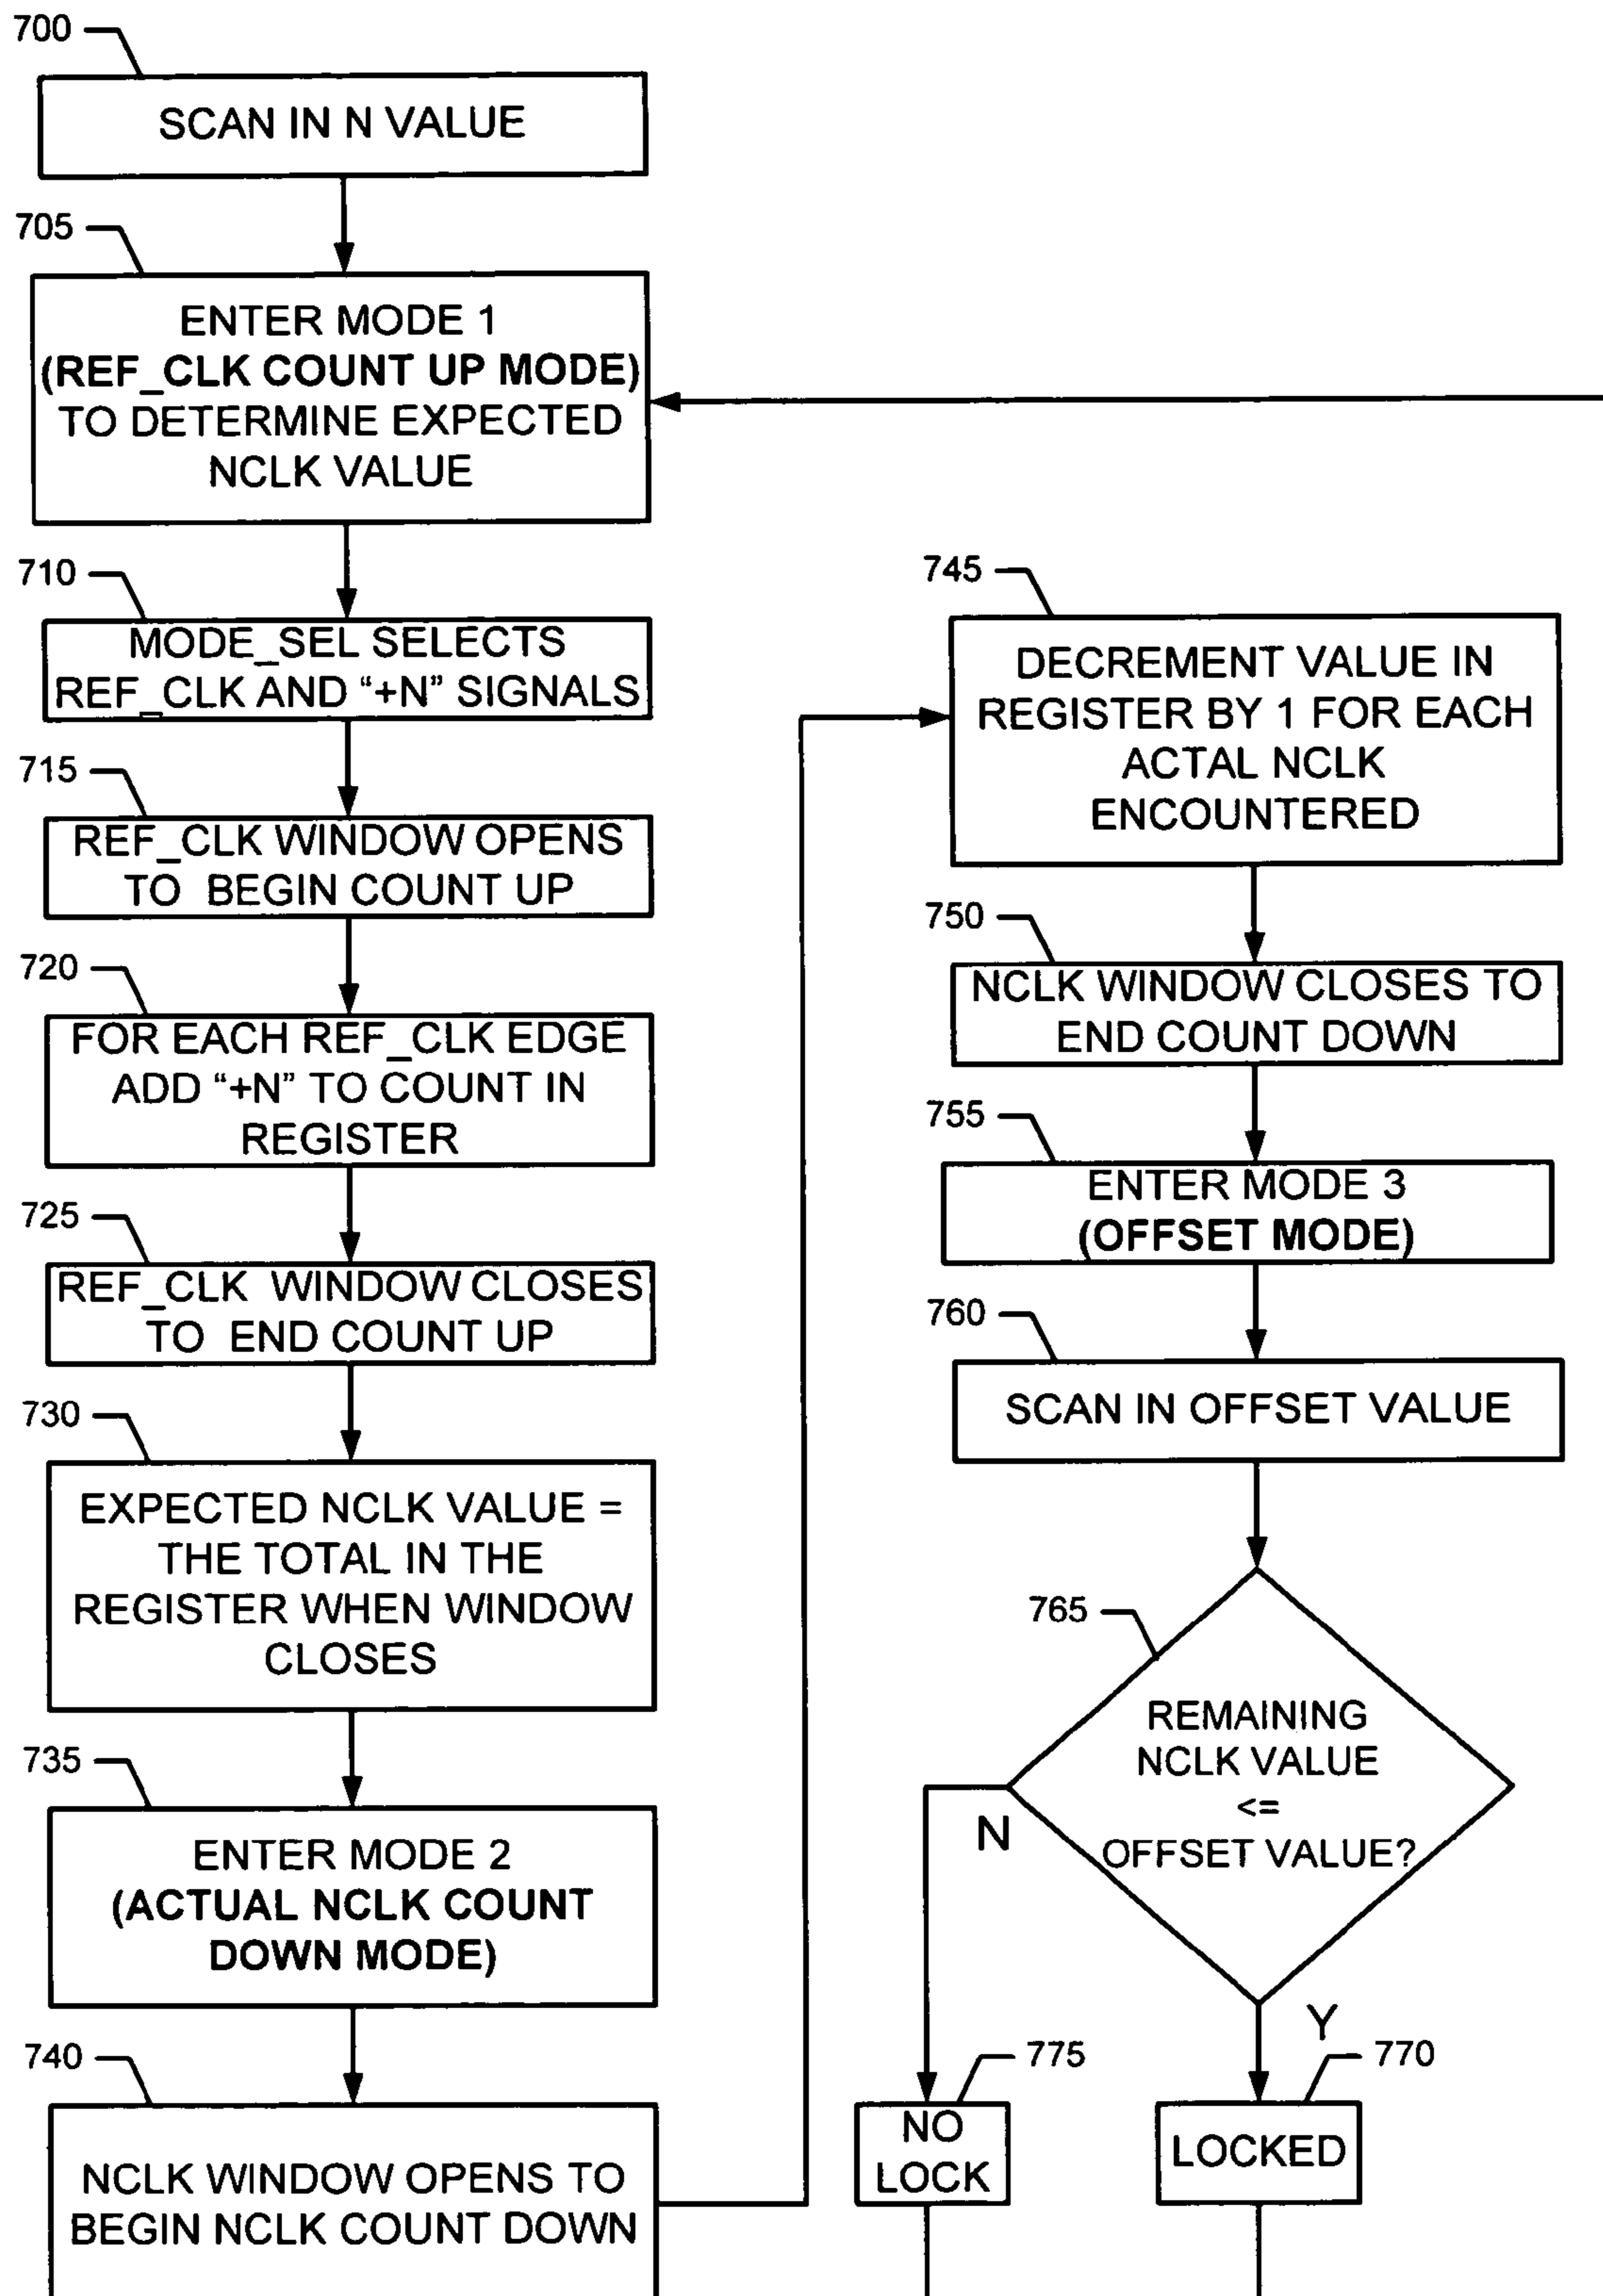 700
SCAN IN N VALUE
705
ENTER MODE 1
(REF_CLK COUNT UP MODE)
TO DETERMINE EXPECTED
NCLK VALUE
710
MODE_SEL SELECTS
REF_CLK AND “+N” SIGNALS
715
REF_CLK WINDOW OPENS
TO BEGIN COUNT UP
720
FOR EACH REF_CLK EDGE
ADD “+N” TO COUNT IN
REGISTER
725
REF_CLK WINDOW CLOSES
TO END COUNT UP
730
EXPECTED NCLK VALUE =
THE TOTAL IN THE
REGISTER WHEN WINDOW
CLOSES
735
ENTER MODE 2
(ACTUAL NCLK COUNT
DOWN MODE)
740
NCLK WINDOW OPENS TO
BEGIN NCLK COUNT DOWN
745
DECREMENT VALUE IN
REGISTER BY 1 FOR EACH
ACTAL NCLK
ENCOUNTERED
750
NCLK WINDOW CLOSES TO
END COUNT DOWN
755
ENTER MODE 3
(OFFSET MODE)
760
SCAN IN OFFSET VALUE
765
REMAINING
NCLK VALUE
<=
OFFSET VALUE?
N
Y
775
NO
LOCK
770
LOCKED